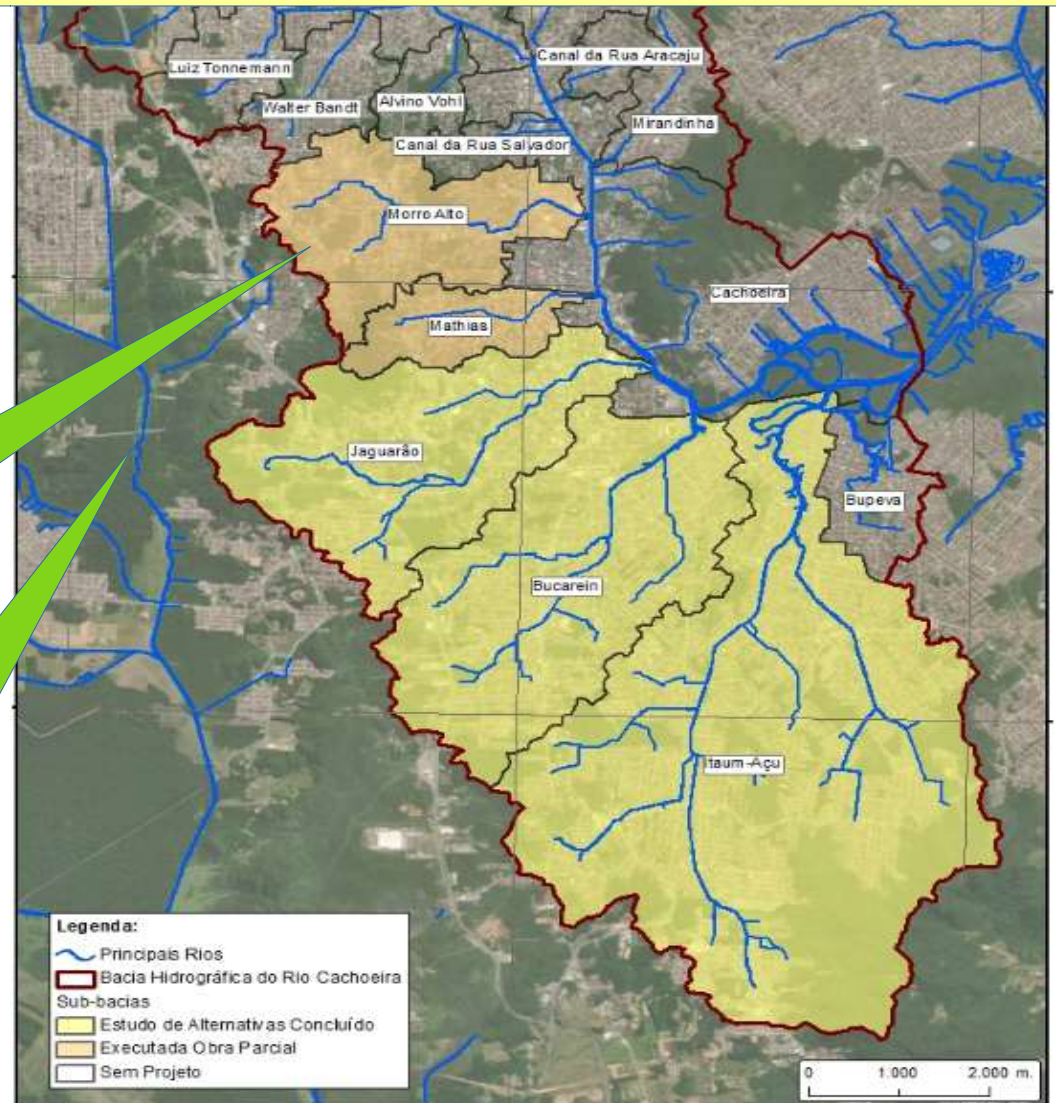 Canal da Rua Aracaju
Luiz Tonnemann
Walter Bandt
Alvino Vohl
Mirandinha
Canal da Rua Salvador
Morro Alto
Cachoeira
Mathias
Jaguarão
Bupeva
Bucarein
Itaum-Açu
Legenda:
Principais Rios
Bacia Hidrográfica do Rio Cachoeira
Sub-bacias
Estudo de Alternativas Concluído
Executada Obra Parcial
Sem Projeto
0 1.000 2.000 m.